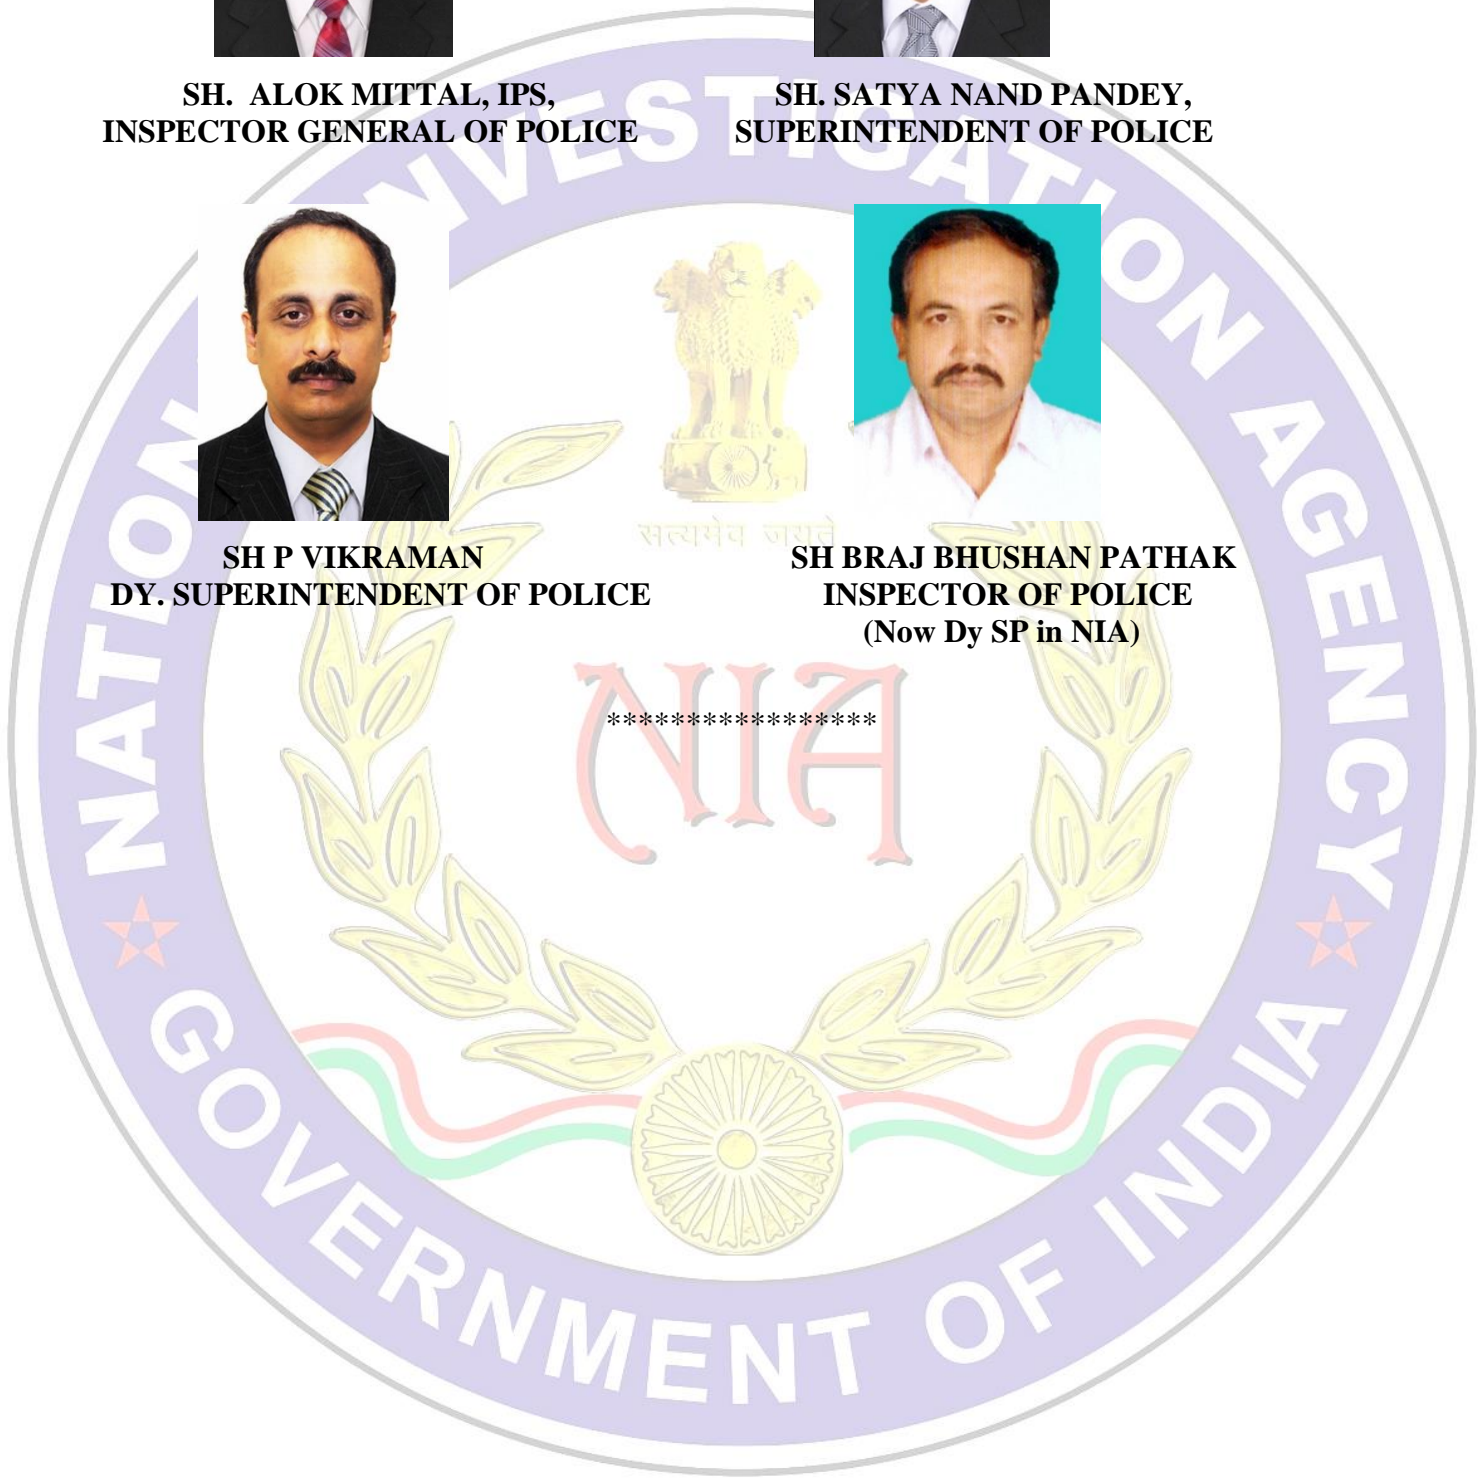 SH. ALOK MITTAL, IPS,
INSPECTOR GENERAL OF POLICE
SH. SATYA NAND PANDEY,
SUPERINTENDENT OF POLICE
SH P VIKRAMAN
DY. SUPERINTENDENT OF POLICE
SH BRAJ BHUSHAN PATHAK
INSPECTOR OF POLICE
(Now Dy SP in NIA)
******************
NATION INVESTIGATION AGENCY
सत्यमेव जयते
NIA
GOVERNMENT OF INDIA